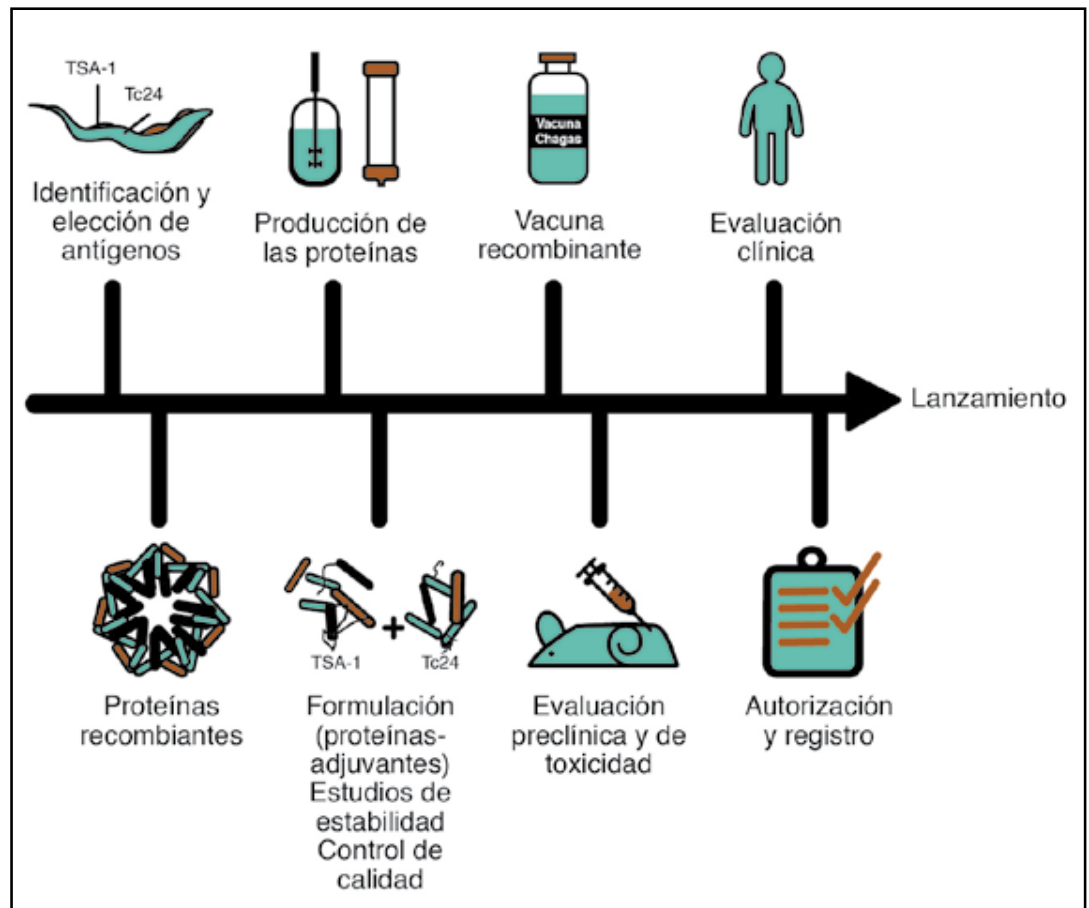 TSA-1
Tc24
Identificación y
elección de
antígenos
Producción de
las proteínas
Vacuna
Chagas
Vacuna
recombinante
Evaluación
clínica
Lanzamiento
Proteínas
recombiantes
TSA-1
+
Tc24
Formulación
(proteínas-
adjuvantes)
Estudios de
estabilidad
Control de
calidad
Evaluación
preclínica y de
toxicidad
Autorización
y registro